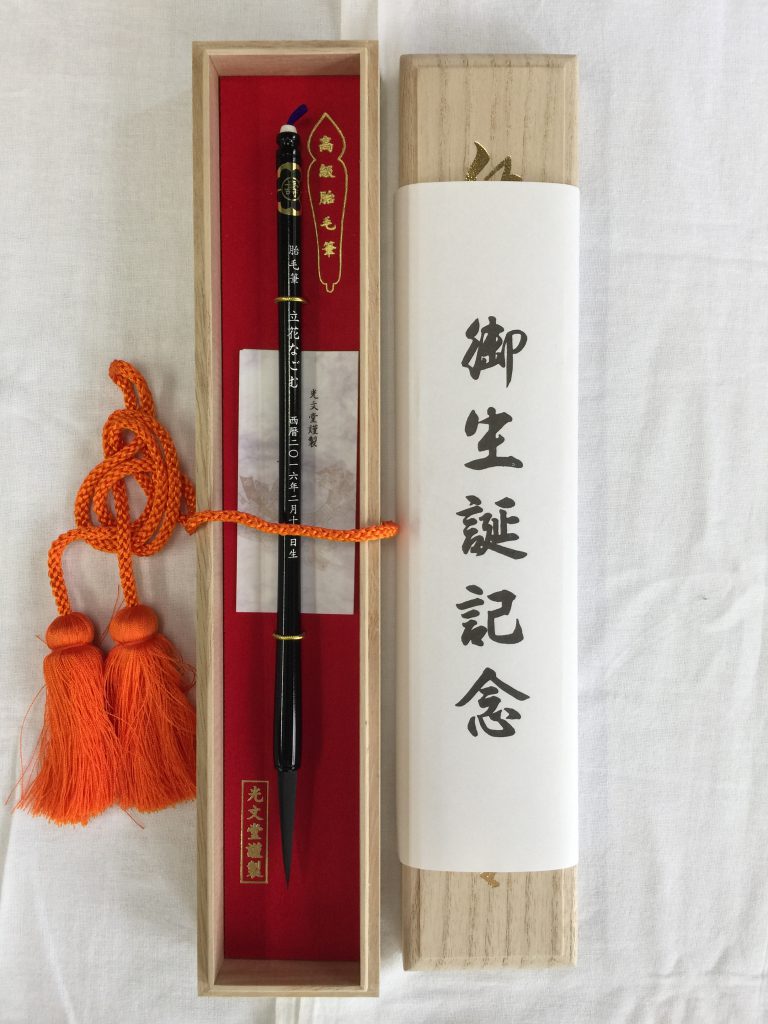 高級胎毛筆
壽
胎毛筆 立花なごむ 西暦二〇一六年二月十 日生
光文堂謹製
光文堂謹製
御生誕記念